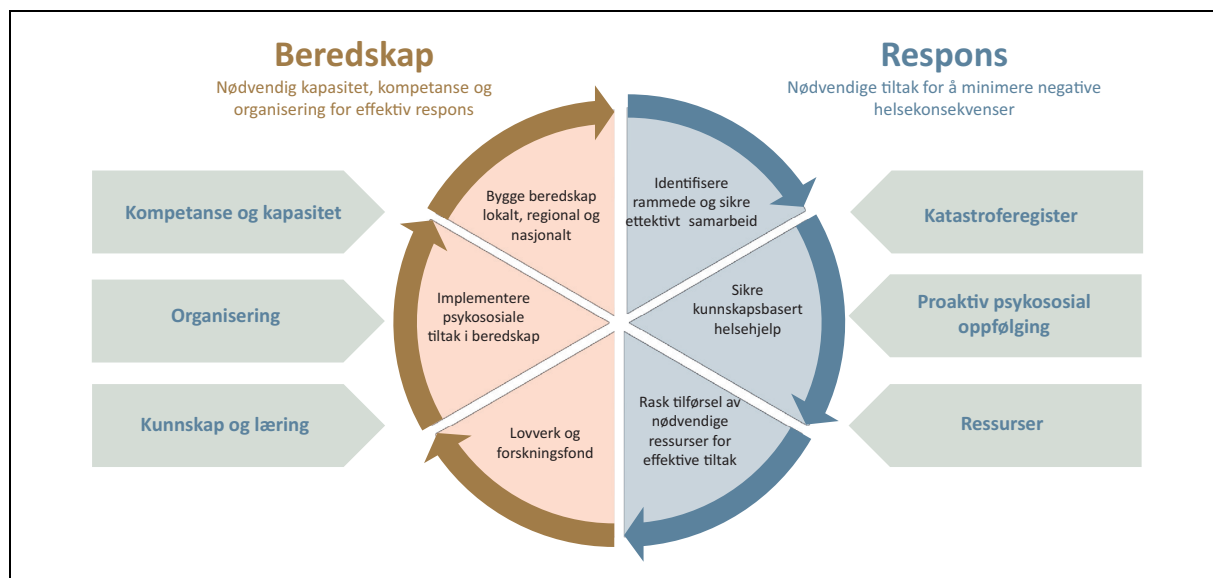 Beredskap
Nødvendig kapasitet, kompetanse og
organisering for effektiv respons
Respons
Nødvendige tiltak for å minimere negative
helsekonsekvenser
Kompetanse og kapasitet
Organisering
Kunnskap og læring
Bygge beredskap
lokalt, regional og
nasjonalt
Implementere
psykososiale
tiltak i beredskap
Lovverk og
forskningsfond
Identifisere
rammede og sikre
ettektivt samarbeid
Sikre
kunnskapsbasert
helsehjelp
Rask tilførsel av
nødvendige
ressurser for
effektive tiltak
Katastroferegister
Proaktiv psykososial
oppfølging
Ressurser